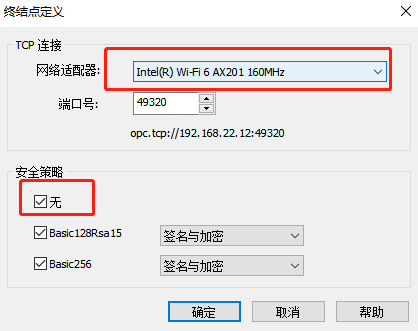 终结点定义
TCP 连接
网络适配器: Intel(R) Wi-Fi 6 AX201 160MHz
端口号: 49320
opc.tcp://192.168.22.12:49320
安全策略
无
Basic128Rsa15 签名与加密
Basic256 签名与加密
确定 取消 帮助